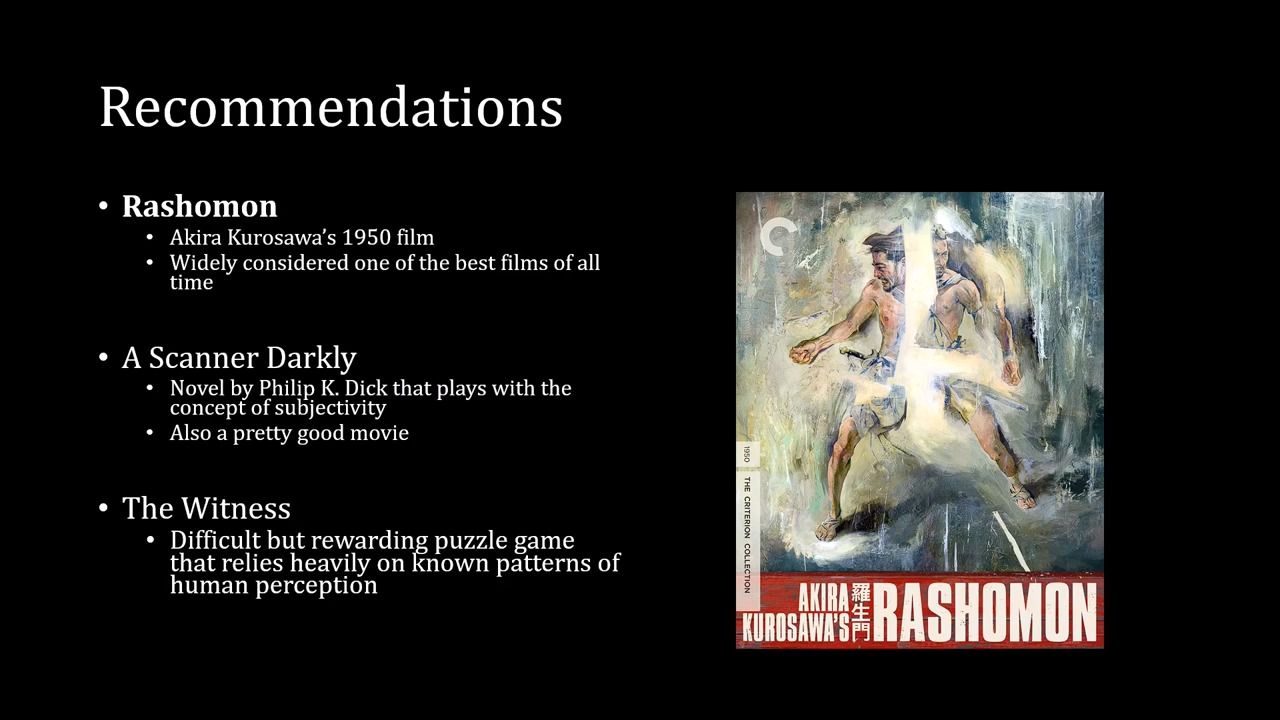 Recommendations
• Rashomon
• Akira Kurosawa’s 1950 film
• Widely considered one of the best films of all
time
• A Scanner Darkly
• Novel by Philip K. Dick that plays with the
concept of subjectivity
• Also a pretty good movie
• The Witness
• Difficult but rewarding puzzle game
that relies heavily on known patterns of
human perception
1950
THE CRITERION COLLECTION
AKIRA
KUROSAWA’S
羅生門
RASHOMON